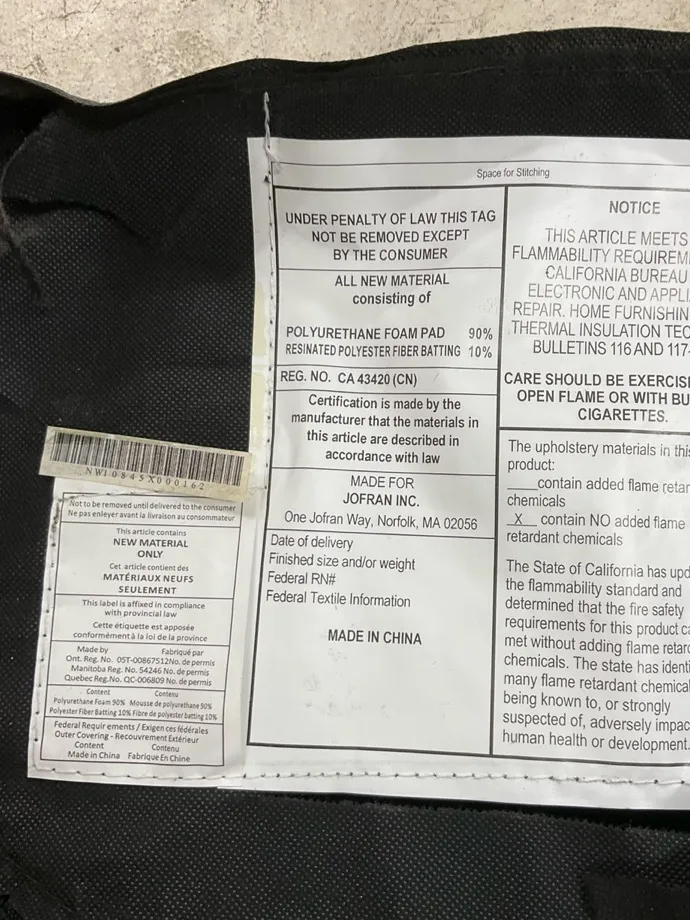 Space for Stitching
UNDER PENALTY OF LAW THIS TAG
NOT BE REMOVED EXCEPT
BY THE CONSUMER
ALL NEW MATERIAL
consisting of
POLYURETHANE FOAM PAD 90%
RESINATED POLYESTER FIBER BATTING 10%
REG. NO. CA 43420 (CN)
Certification is made by the
manufacturer that the materials in
this article are described in
accordance with law
MADE FOR
JOFRAN INC.
One Jofran Way, Norfolk, MA 02056
Date of delivery
Finished size and/or weight
Federal RN#
Federal Textile Information
MADE IN CHINA
NOTICE
THIS ARTICLE MEETS
FLAMMABILITY REQUIREM
CALIFORNIA BUREAU
ELECTRONIC AND APPLI
REPAIR. HOME FURNISHIN
THERMAL INSULATION TEC
BULLETINS 116 AND 117-
CARE SHOULD BE EXERCIS
OPEN FLAME OR WITH BU
CIGARETTES.
The upholstery materials in this
product:
____contain added flame retar
chemicals
X contain NO added flame
retardant chemicals
The State of California has upd
the flammability standard and
determined that the fire safety
requirements for this product ca
met without adding flame retard
chemicals. The state has identi
many flame retardant chemical
being known to, or strongly
suspected of, adversely impac
human health or development.
NWI0845X000162
Not to be removed until delivered to the consumer
Ne pas enleyer avant la livraison au consommateur
This article contains
NEW MATERIAL
ONLY
Cet article contient des
MATÉRIAUX NEUFS
SEULEMENT
This label is affixed in compliance
with provincial law
Cette étiquette est apposée
conformément à la loi de la province
Made by Fabriqué par
Ont. Reg. No. 05T-00867512No. de permis
Manitoba Reg. No. 54246 No. de permis
Quebec Reg.No. QC-006809 No. de permis
Content Contenu
Polyurethane Foam 90% Mousse de polyurethane 90%
Polyester Fiber Batting 10% Fibre de polyester batting 10%
Federal Requirements / Exigen ces fédérales
Outer Covering - Recouvrement Extérieur
Content Contenu
Made in China Fabrique En Chine